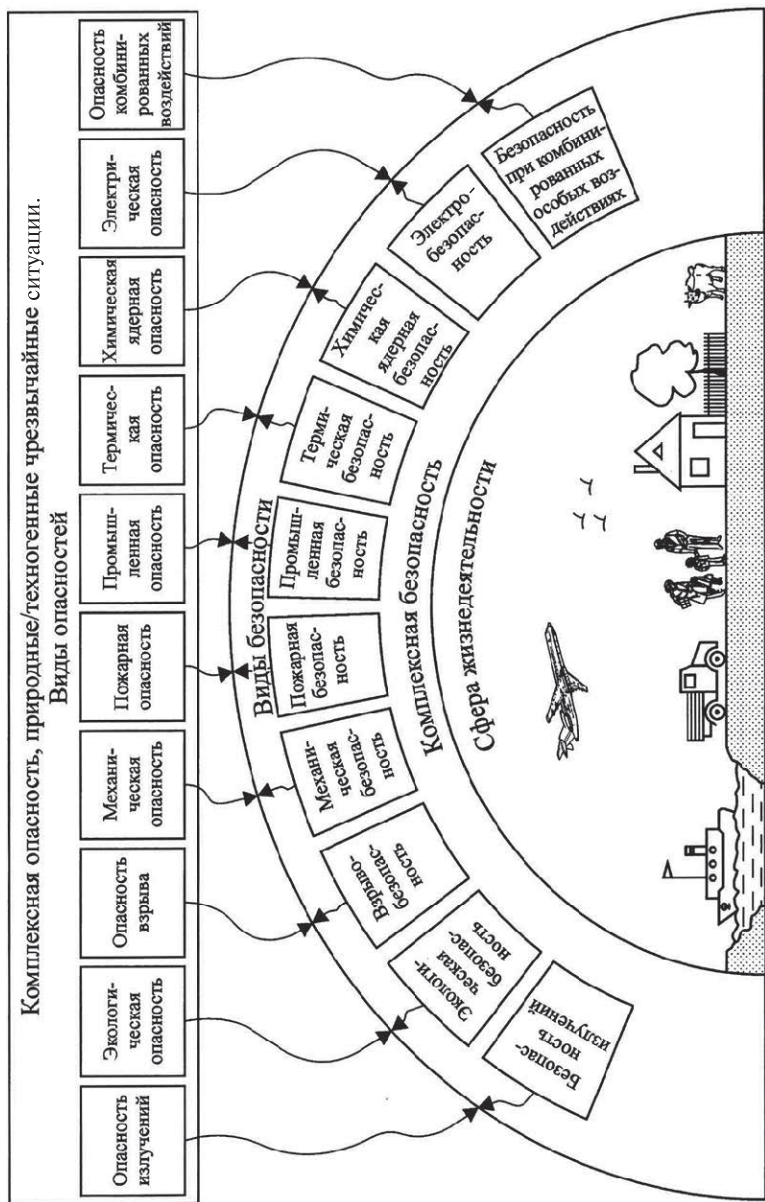 Комплексная опасность, природные/техногенные чрезвычайные ситуации.
Виды опасностей
Опасность
излучений
Экологи-
ческая
опасность
Опасность
взрыва
Механи-
ческая
опасность
Пожарная
опасность
Промыш-
ленная
опасность
Термичес-
кая
опасность
Химическая
ядерная
опасность
Электри-
ческая
опасность
Опасность
комбини-
рованных
воздействий
Виды безопасности
Безопас-
ность
излучений
Экологи-
ческая
безопас-
ность
Взрыво-
безопас-
ность
Механи-
ческая
безопас-
ность
Пожарная
безопас-
ность
Промыш-
ленная
безопас-
ность
Терми-
ческая
безопас-
ность
Химичес-
кая
ядерная
безопас-
ность
Электро-
безопас-
ность
Безопасность
при комбини-
рованных
особых воз-
действиях
Комплексная безопасность
Сфера жизнедеятельности